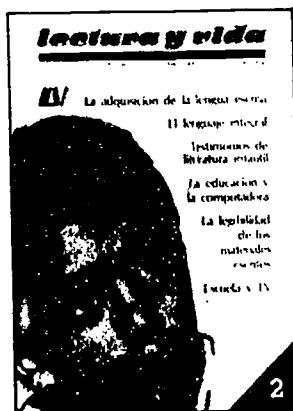 lectura y vida
La adquisición de la lengua escrita
El lenguaje integral
Testimonios de
literatura infantil
La educación y
la computadora
La legibilidad
de los
materiales
escritos
Escuela y TV
2